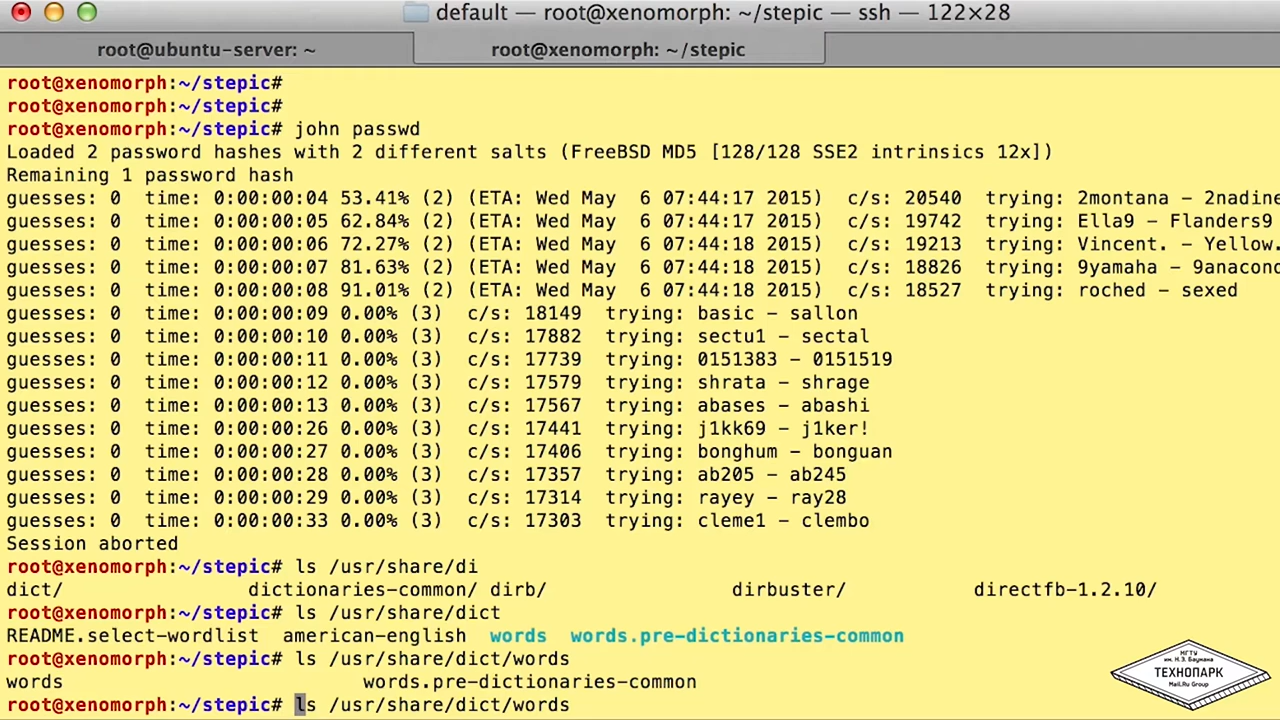 default — root@xenomorph: ~/stepic — ssh — 122×28
root@ubuntu-server: ~
root@xenomorph: ~/stepic
root@xenomorph:~/stepic#
root@xenomorph:~/stepic#
root@xenomorph:~/stepic# john passwd
Loaded 2 password hashes with 2 different salts (FreeBSD MD5 [128/128 SSE2 intrinsics 12x])
Remaining 1 password hash
guesses: 0  time: 0:00:00:04 53.41% (2) (ETA: Wed May  6 07:44:17 2015)  c/s: 20540  trying: 2montana - 2nadine
guesses: 0  time: 0:00:00:05 62.84% (2) (ETA: Wed May  6 07:44:17 2015)  c/s: 19742  trying: Ella9 - Flanders9
guesses: 0  time: 0:00:00:06 72.27% (2) (ETA: Wed May  6 07:44:18 2015)  c/s: 19213  trying: Vincent. - Yellow.
guesses: 0  time: 0:00:00:07 81.63% (2) (ETA: Wed May  6 07:44:18 2015)  c/s: 18826  trying: 9yamaha - 9anacond
guesses: 0  time: 0:00:00:08 91.01% (2) (ETA: Wed May  6 07:44:18 2015)  c/s: 18527  trying: roched - sexed
guesses: 0  time: 0:00:00:09 0.00% (3)  c/s: 18149  trying: basic - sallon
guesses: 0  time: 0:00:00:10 0.00% (3)  c/s: 17882  trying: sectu1 - sectal
guesses: 0  time: 0:00:00:11 0.00% (3)  c/s: 17739  trying: 0151383 - 0151519
guesses: 0  time: 0:00:00:12 0.00% (3)  c/s: 17579  trying: shrata - shrage
guesses: 0  time: 0:00:00:13 0.00% (3)  c/s: 17567  trying: abases - abashi
guesses: 0  time: 0:00:00:26 0.00% (3)  c/s: 17441  trying: j1kk69 - j1ker!
guesses: 0  time: 0:00:00:27 0.00% (3)  c/s: 17406  trying: bonghum - bonguan
guesses: 0  time: 0:00:00:28 0.00% (3)  c/s: 17357  trying: ab205 - ab245
guesses: 0  time: 0:00:00:29 0.00% (3)  c/s: 17314  trying: rayey - ray28
guesses: 0  time: 0:00:00:33 0.00% (3)  c/s: 17303  trying: cleme1 - clembo
Session aborted
root@xenomorph:~/stepic# ls /usr/share/di
dict/ dictionaries-common/ dirb/ dirbuster/ directfb-1.2.10/
root@xenomorph:~/stepic# ls /usr/share/dict
README.select-wordlist american-english words words.pre-dictionaries-common
root@xenomorph:~/stepic# ls /usr/share/dict/words
words words.pre-dictionaries-common
root@xenomorph:~/stepic# ls /usr/share/dict/words
МГТУ
им. Н.Э. Баумана
ТЕХНОПАРК
Mail.Ru Group